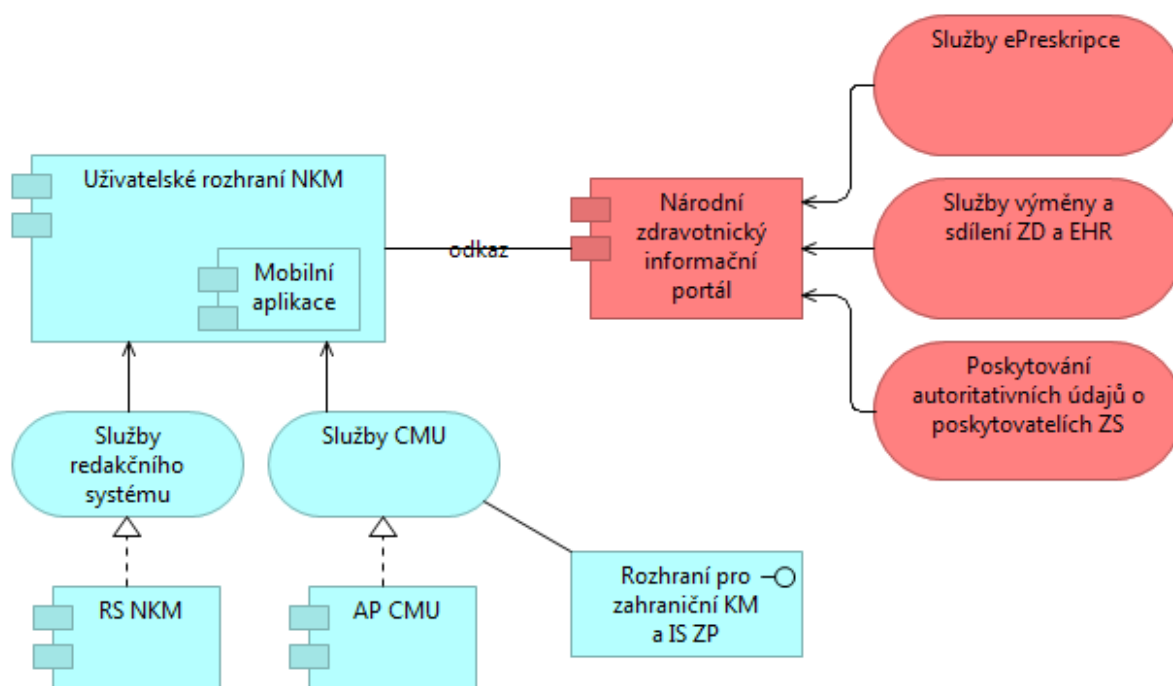 Služby ePreskripce
Uživatelské rozhraní NKM
Mobilní
aplikace
odkaz
Národní
zdravotnický
informační
portál
Služby výměny a
sdílení ZD a EHR
Poskytování
autoritativních údajů o
poskytovatelích ZS
Služby
redakčního
systému
Služby CMU
RS NKM
AP CMU
Rozhraní pro
zahraniční KM
a IS ZP